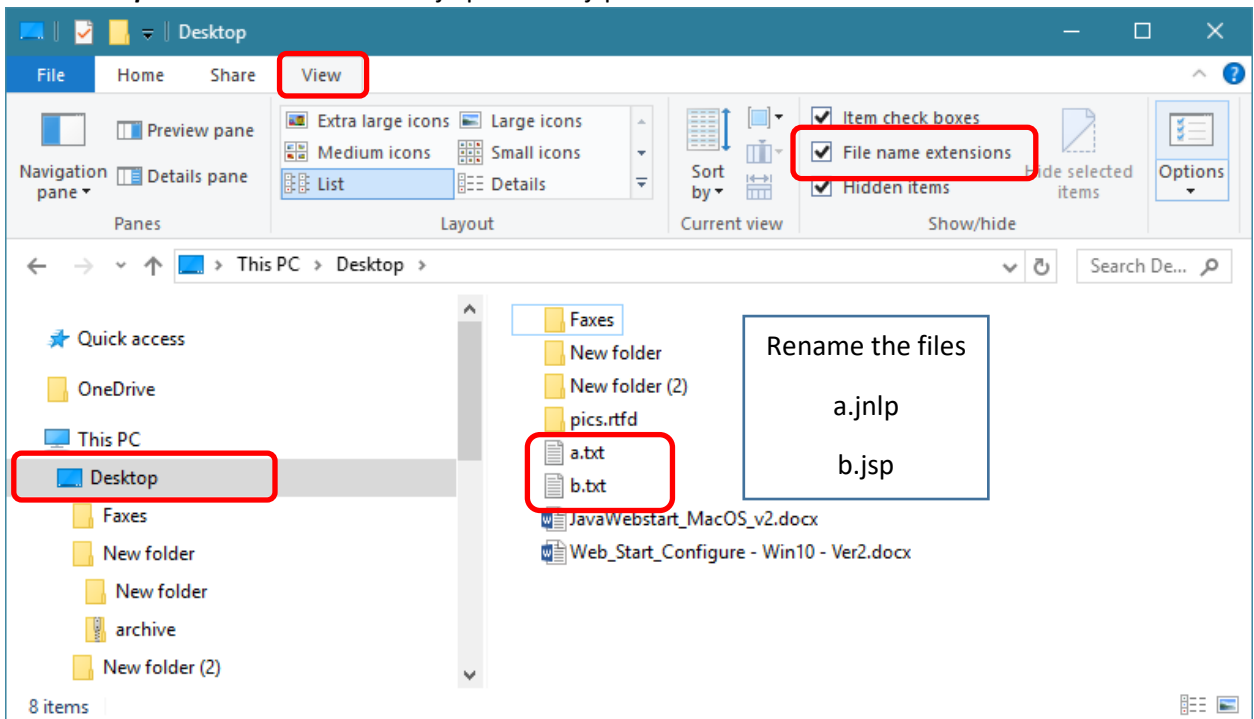 Desktop
File Home Share View
Preview pane
Details pane
Navigation pane
Panes
Extra large icons Large icons
Medium icons Small icons
List Details
Layout
Sort by
Current view
Item check boxes
File name extensions
Hidden items
Hide selected items
Show/hide
Options
This PC > Desktop >
Search De...
Quick access
OneDrive
This PC
Desktop
Faxes
New folder
New folder
archive
New folder (2)
Faxes
New folder
New folder (2)
pics.rtfd
a.txt
b.txt
JavaWebstart_MacOS_v2.docx
Web_Start_Configure - Win10 - Ver2.docx
Rename the files
a.jnlp
b.jsp
8 items